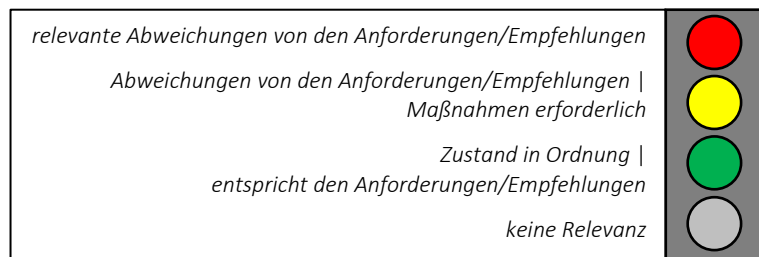 relevante Abweichungen von den Anforderungen/Empfehlungen
Abweichungen von den Anforderungen/Empfehlungen |
Maßnahmen erforderlich
Zustand in Ordnung |
entspricht den Anforderungen/Empfehlungen
keine Relevanz